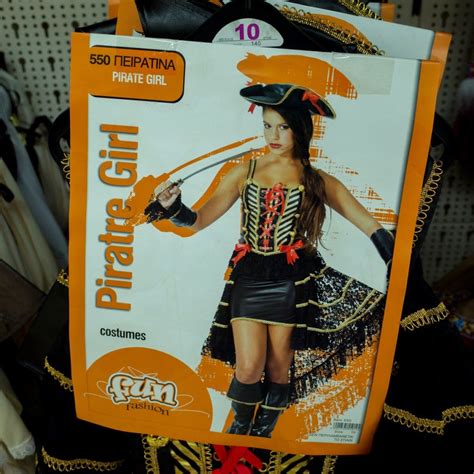 10
140
550 ΠΕΙΡΑΤΙΝΑ
PIRATE GIRL
Piratre Girl
costumes
fun
fashion